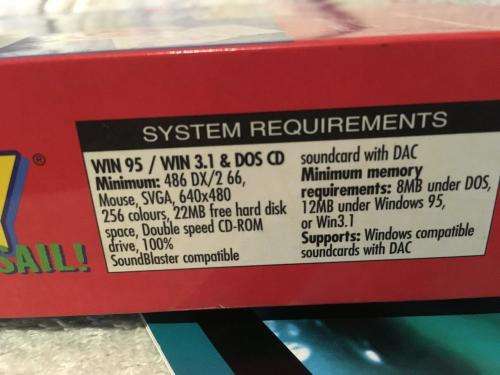 ®
SAIL!
SYSTEM REQUIREMENTS
WIN 95 / WIN 3.1 & DOS CD
Minimum: 486 DX/2 66,
Mouse, SVGA, 640x480
256 colours, 22MB free hard disk
space, Double speed CD-ROM
drive, 100%
SoundBlaster compatible
soundcard with DAC
Minimum memory
requirements: 8MB under DOS,
12MB under Windows 95,
or Win3.1
Supports: Windows compatible
soundcards with DAC